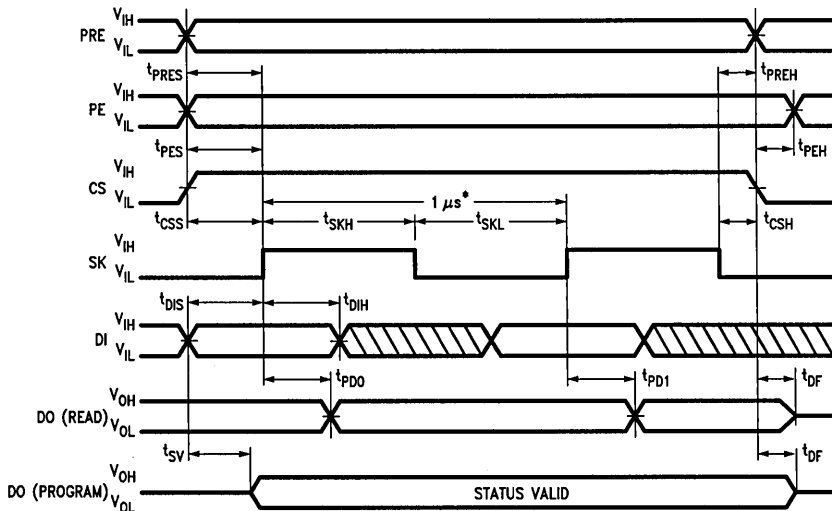 V_IH
PRE
V_IL
t_PRES
t_PREH
V_IH
PE
V_IL
t_PES
t_PEH
V_IH
CS
V_IL
1 μs*
t_CSS
t_SKH
t_SKL
t_CSH
V_IH
SK
V_IL
t_DIS
t_DIH
V_IH
DI
V_IL
t_PD0
t_PD1
t_DF
V_OH
DO (READ)
V_OL
t_SV
t_DF
V_OH
DO (PROGRAM)
STATUS VALID
V_OL